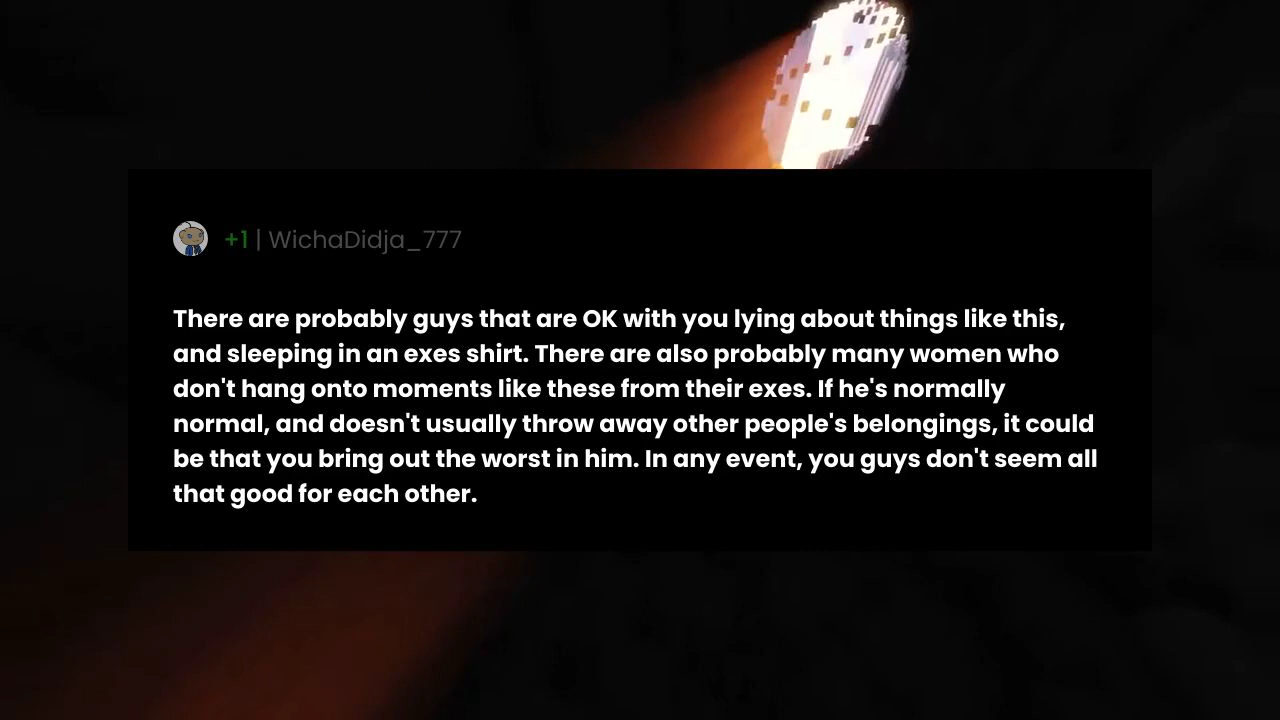 +1 | WichaDidja_777
There are probably guys that are OK with you lying about things like this,
and sleeping in an exes shirt. There are also probably many women who
don't hang onto moments like these from their exes. If he's normally
normal, and doesn't usually throw away other people's belongings, it could
be that you bring out the worst in him. In any event, you guys don't seem all
that good for each other.